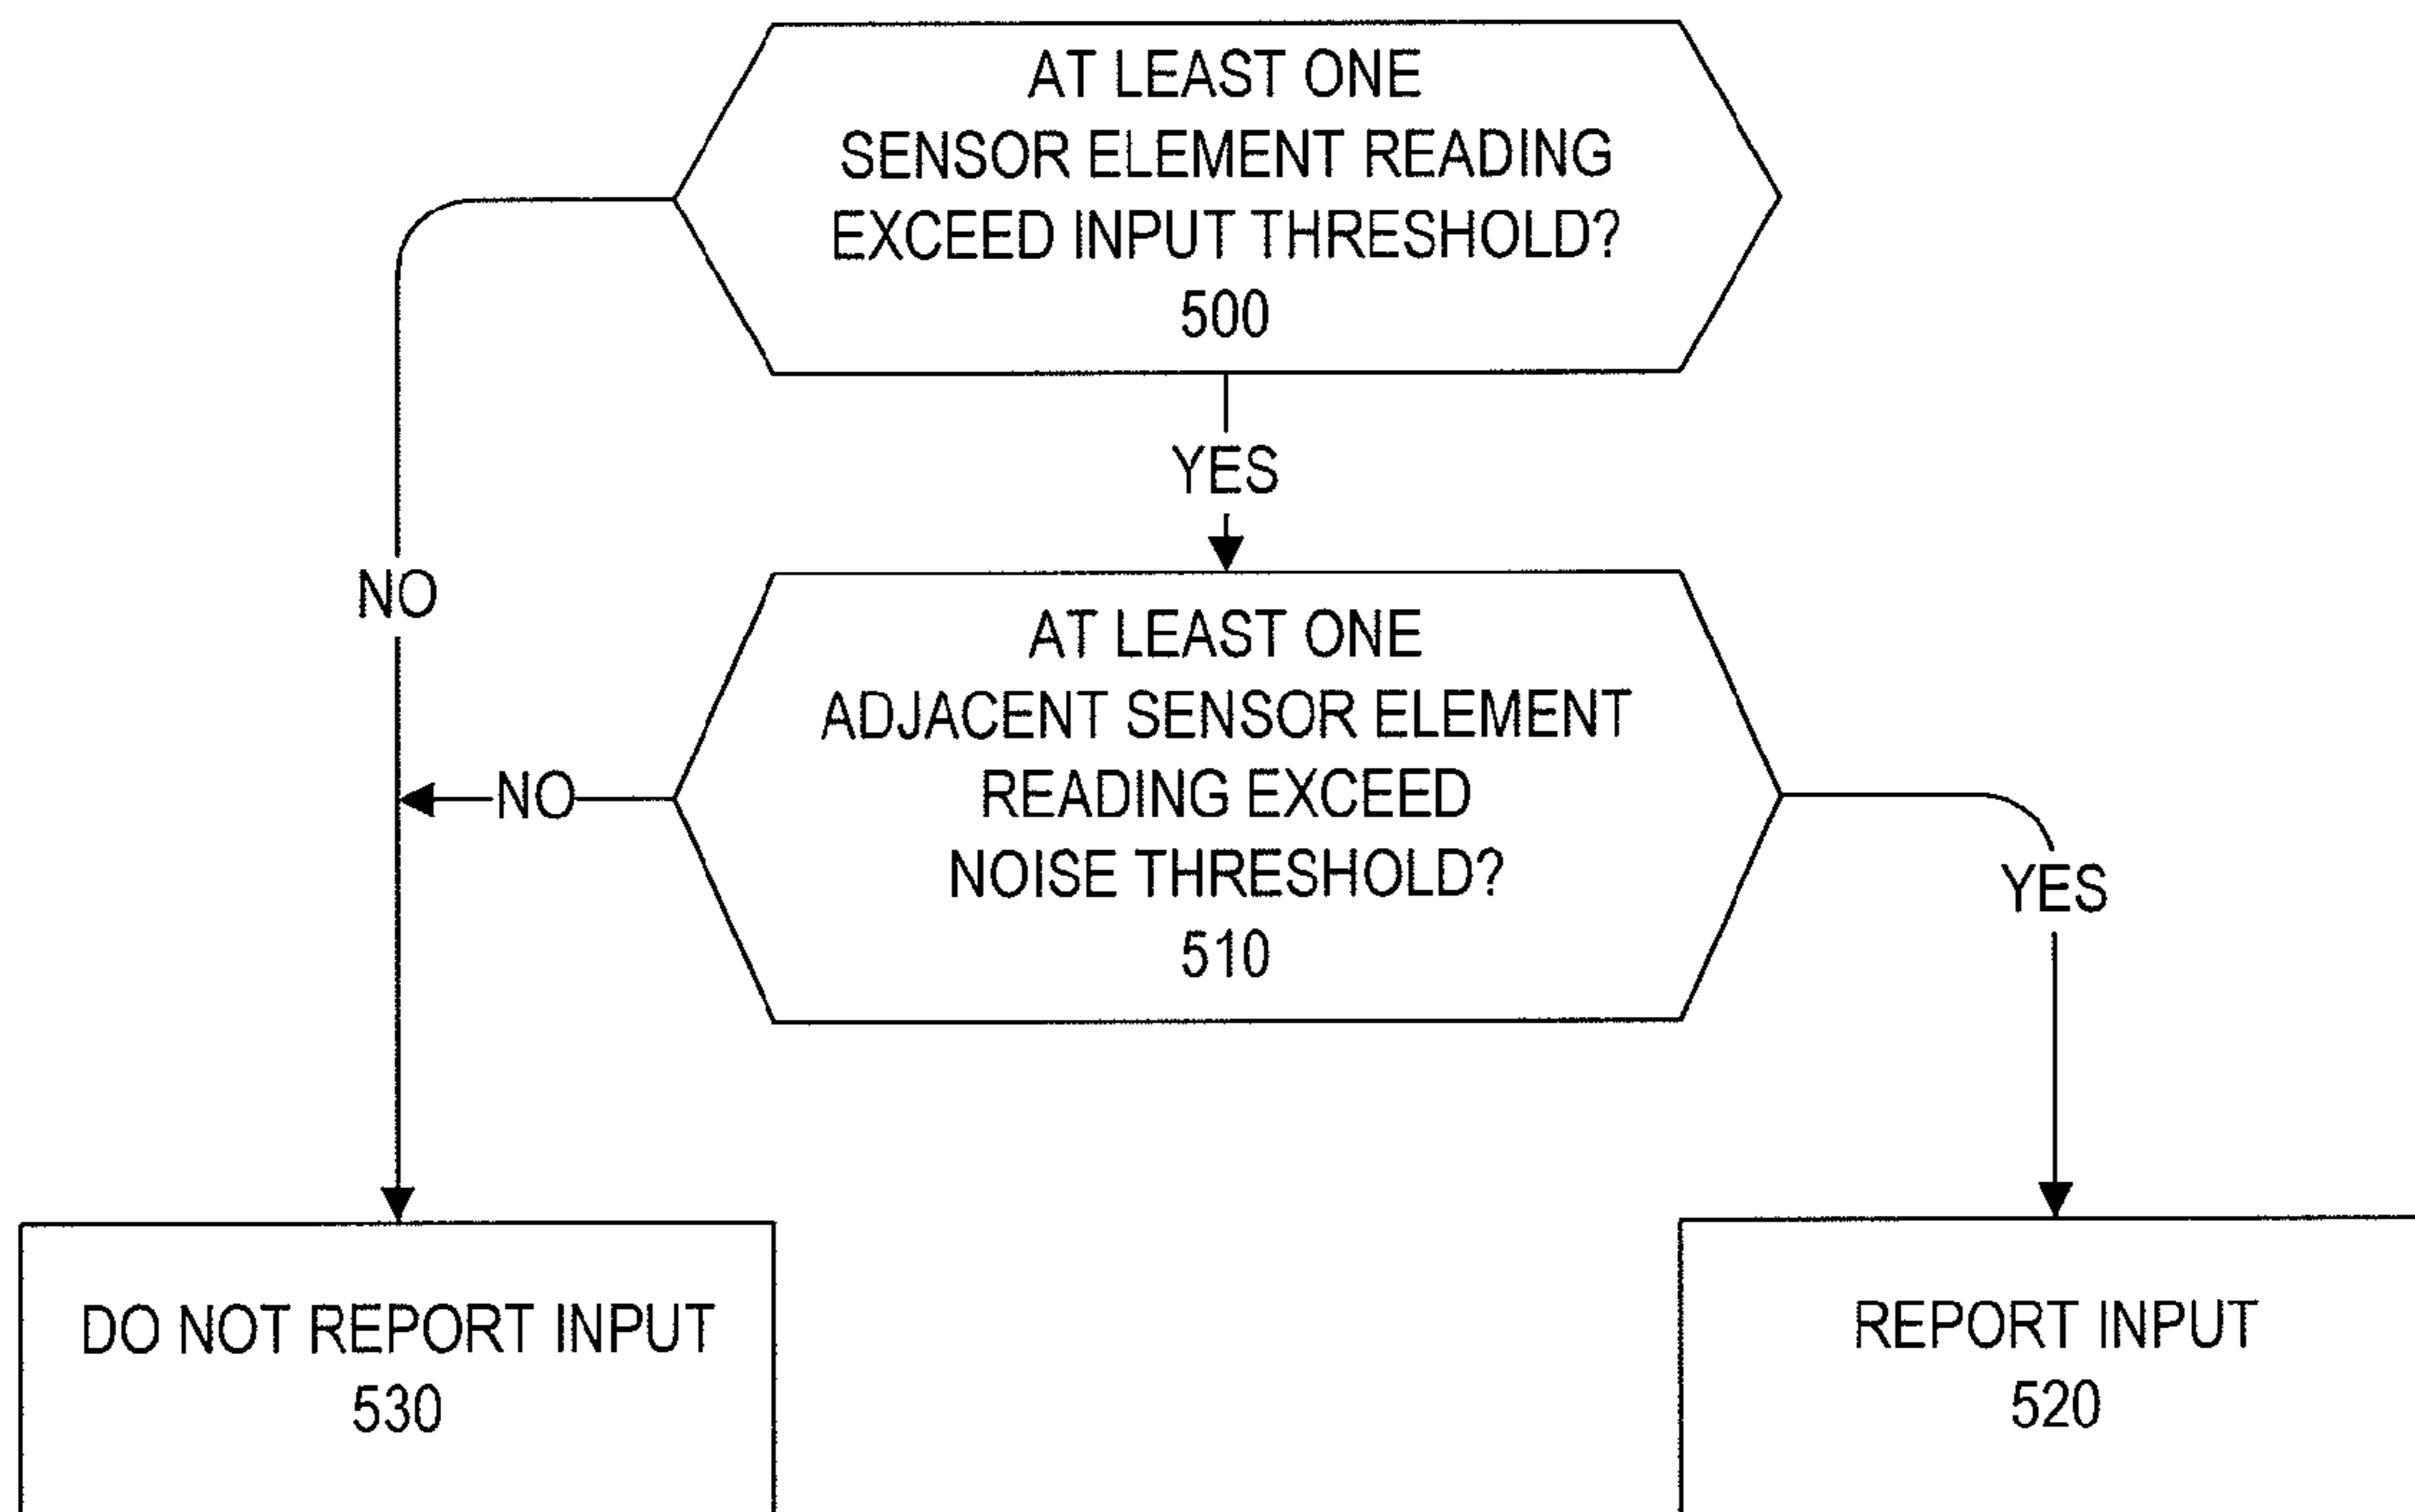 AT LEAST ONE
SENSOR ELEMENT READING
EXCEED INPUT THRESHOLD?
500
YES
NO
AT LEAST ONE
ADJACENT SENSOR ELEMENT
READING EXCEED
NOISE THRESHOLD?
510
NO
YES
DO NOT REPORT INPUT
530
REPORT INPUT
520